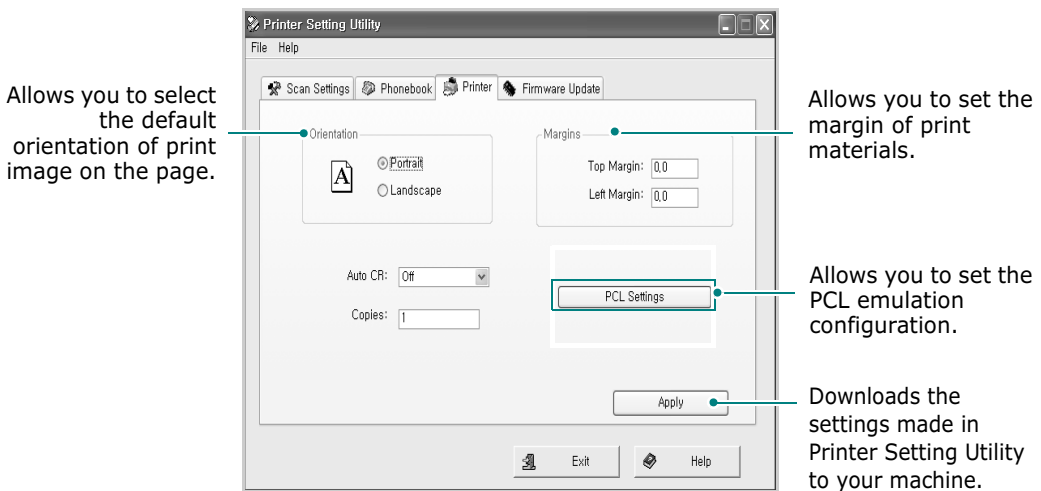 Printer Setting Utility
File Help
Scan Settings Phonebook Printer Firmware Update
Allows you to select
the default
orientation of print
image on the page.
Orientation
A
Portrait
Landscape
Margins
Top Margin: 0,0
Left Margin: 0,0
Allows you to set the
margin of print
materials.
Auto CR: Off
Copies: 1
PCL Settings
Allows you to set the
PCL emulation
configuration.
Apply
Downloads the
settings made in
Printer Setting Utility
to your machine.
Exit Help